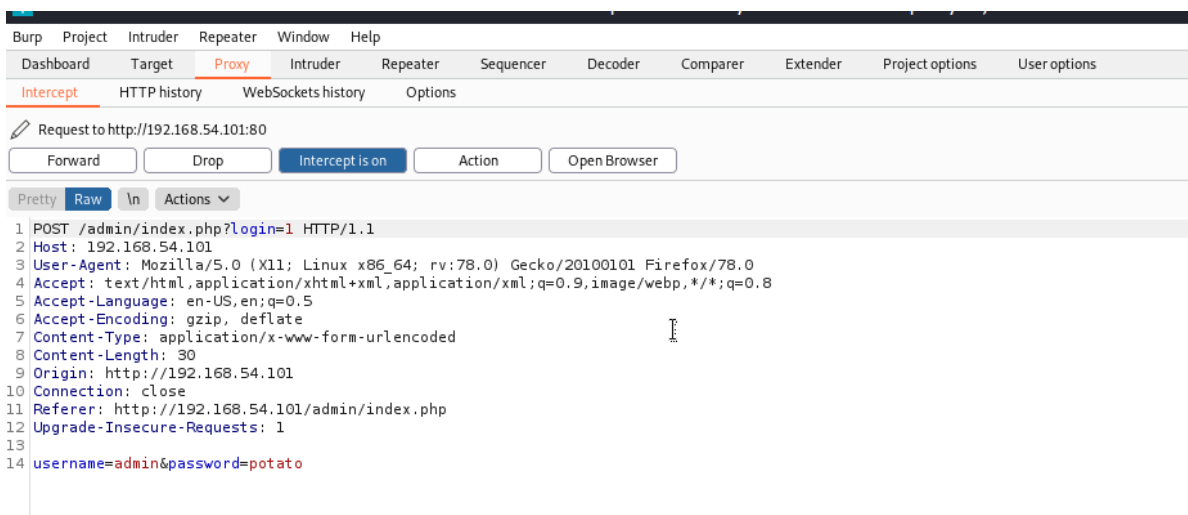 Burp Project Intruder Repeater Window Help
Dashboard Target Proxy Intruder Repeater Sequencer Decoder Comparer Extender Project options User options
Intercept HTTP history WebSockets history Options
Request to http://192.168.54.101:80
Forward Drop Intercept is on Action Open Browser
Pretty Raw \n Actions
1 POST /admin/index.php?login=1 HTTP/1.1
2 Host: 192.168.54.101
3 User-Agent: Mozilla/5.0 (X11; Linux x86_64; rv:78.0) Gecko/20100101 Firefox/78.0
4 Accept: text/html,application/xhtml+xml,application/xml;q=0.9,image/webp,*/*;q=0.8
5 Accept-Language: en-US,en;q=0.5
6 Accept-Encoding: gzip, deflate
7 Content-Type: application/x-www-form-urlencoded
8 Content-Length: 30
9 Origin: http://192.168.54.101
10 Connection: close
11 Referer: http://192.168.54.101/admin/index.php
12 Upgrade-Insecure-Requests: 1
13
14 username=admin&password=potato